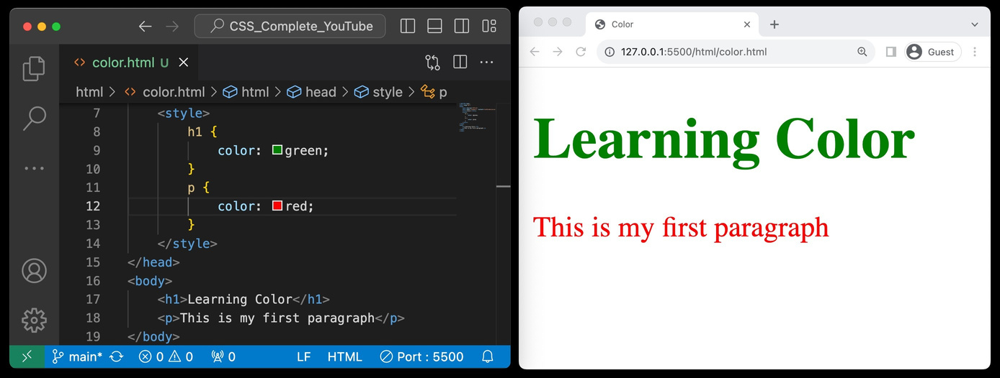 CSS_Complete_YouTube
color.html U
html > color.html > html > head > style > p
7 <style>
8 h1 {
9 color: green;
10 }
11 p {
12 color: red;
13 }
14 </style>
15 </head>
16 <body>
17 <h1>Learning Color</h1>
18 <p>This is my first paragraph</p>
19 </body>
main* 0 0 0 LF HTML Port : 5500
Color
127.0.0.1:5500/html/color.html Guest
Learning Color
This is my first paragraph